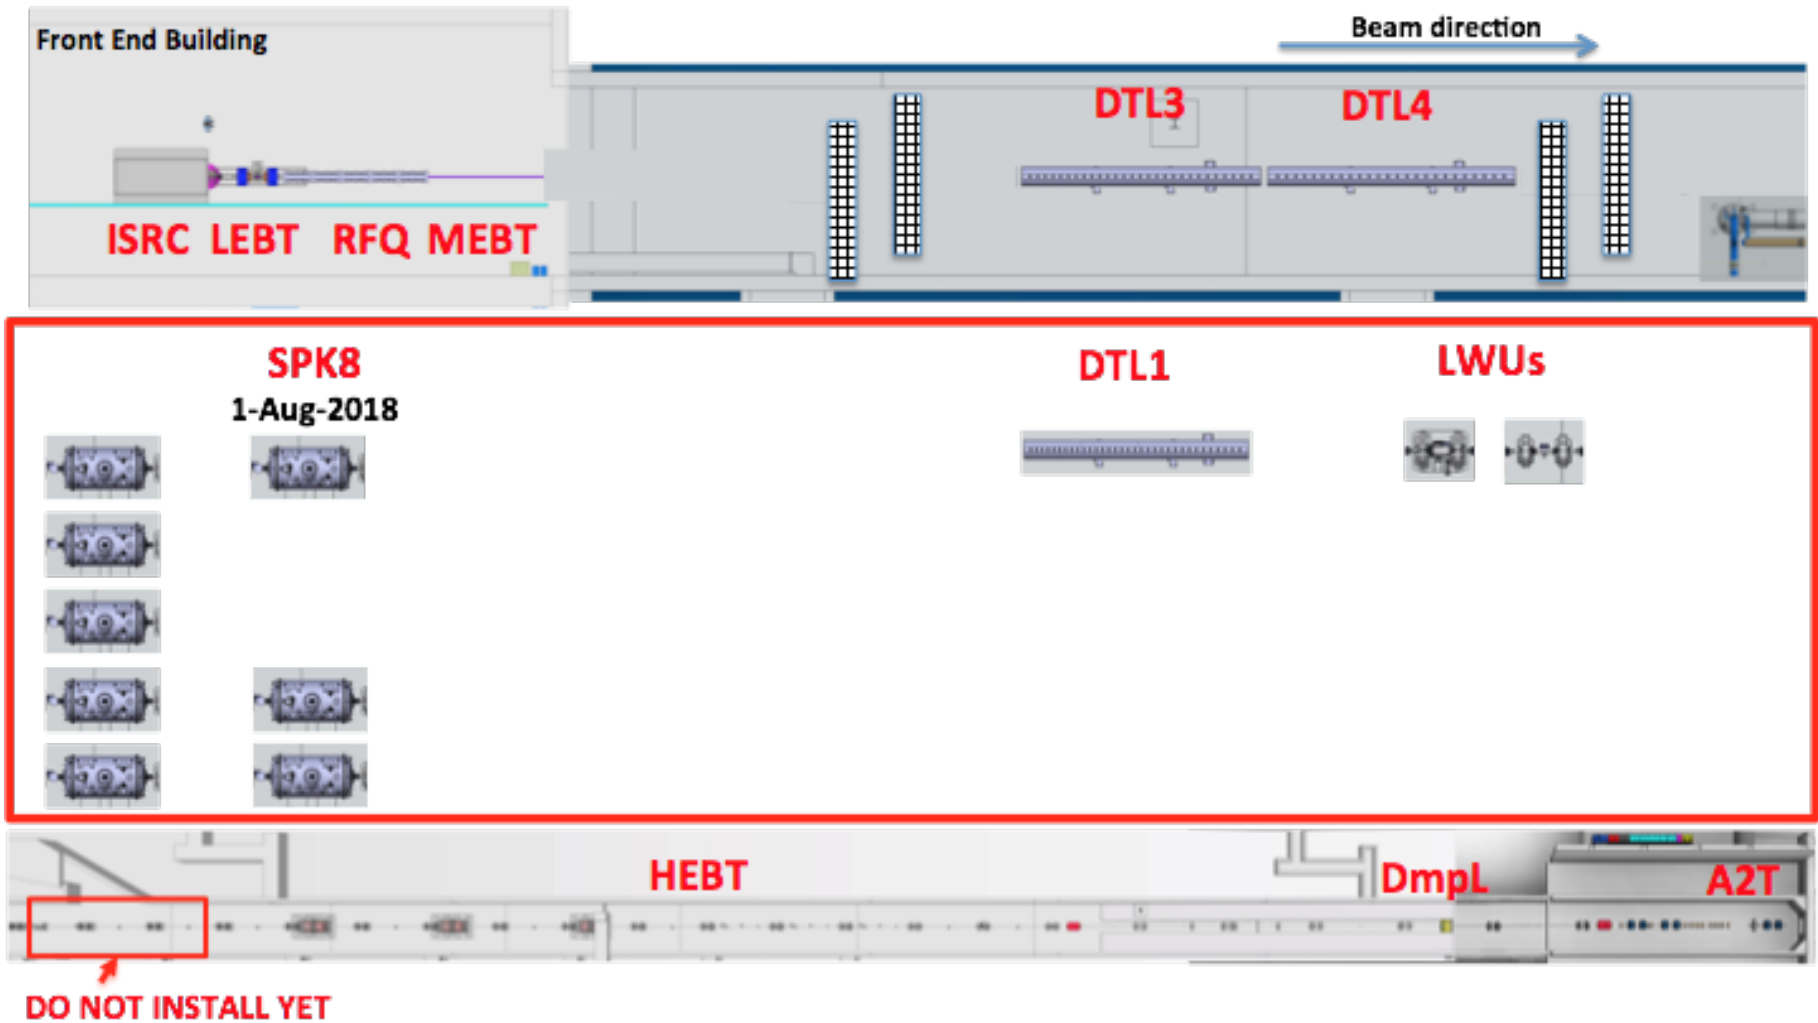 Front End Building
Beam direction
DTL3
DTL4
ISRC LEBT RFQ MEBT
SPK8
1-Aug-2018
DTL1
LWUs
HEBT
DmpL
A2T
DO NOT INSTALL YET